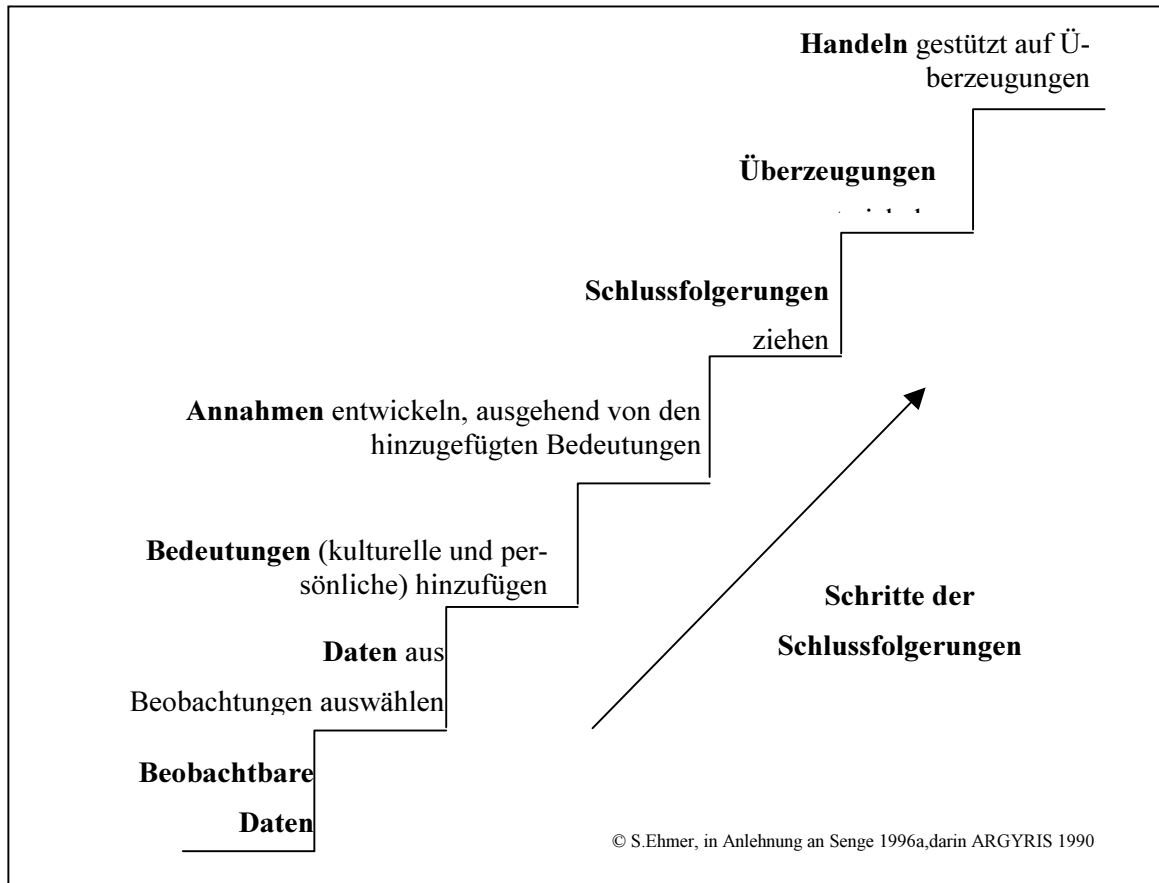 Handeln gestützt auf Ü-
berzeugungen
Überzeugungen
Schlussfolgerungen
ziehen
Annahmen entwickeln, ausgehend von den
hinzugefügten Bedeutungen
Bedeutungen (kulturelle und per-
sönliche) hinzufügen
Daten aus
Beobachtungen auswählen
Beobachtbare
Daten
Schritte der
Schlussfolgerungen
© S.Ehmer, in Anlehnung an Senge 1996a,darin ARGYRIS 1990